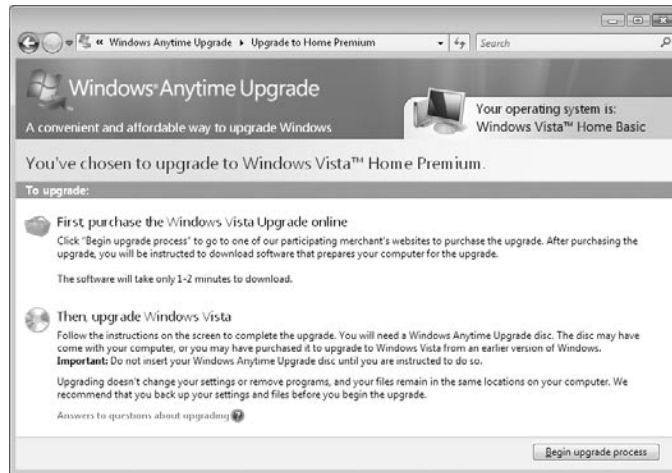 « Windows Anytime Upgrade ▸ Upgrade to Home Premium
Search
Windows® Anytime Upgrade
A convenient and affordable way to upgrade Windows
Your operating system is:
Windows Vista™ Home Basic
You've chosen to upgrade to Windows Vista™ Home Premium.
To upgrade:
First, purchase the Windows Vista Upgrade online
Click "Begin upgrade process" to go to one of our participating merchant's websites to purchase the upgrade. After purchasing the
upgrade, you will be instructed to download software that prepares your computer for the upgrade.
The software will take only 1-2 minutes to download.
Then, upgrade Windows Vista
Follow the instructions on the screen to complete the upgrade. You will need a Windows Anytime Upgrade disc. The disc may have
come with your computer, or you may have purchased it to upgrade to Windows Vista from an earlier version of Windows.
Important: Do not insert your Windows Anytime Upgrade disc until you are instructed to do so.
Upgrading doesn't change your settings or remove programs, and your files remain in the same locations on your computer. We
recommend that you back up your settings and files before you begin the upgrade.
Answers to questions about upgrading
Begin upgrade process